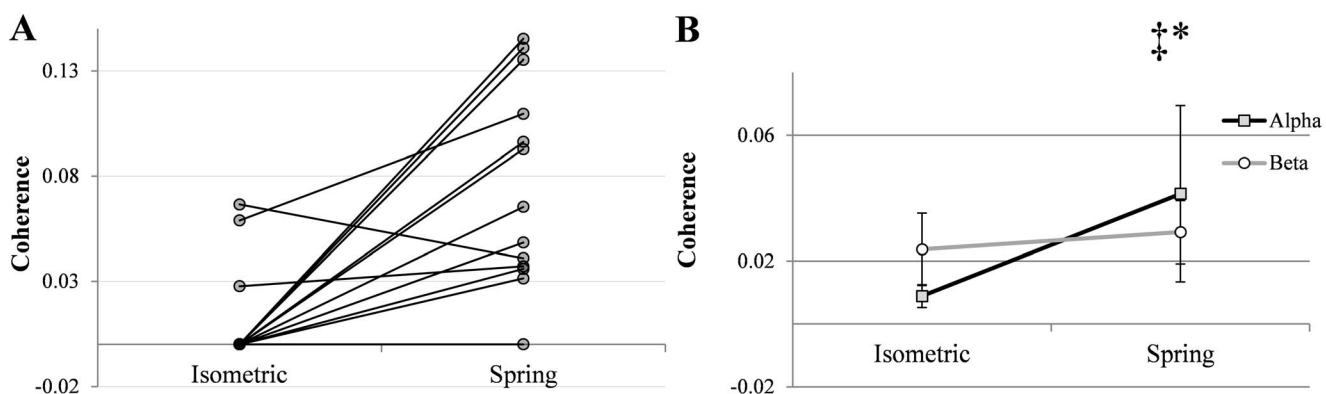 A
Coherence
0.13
0.08
0.03
-0.02
Isometric
Spring
B
‡*
Coherence
0.06
0.02
-0.02
Alpha
Beta
Isometric
Spring